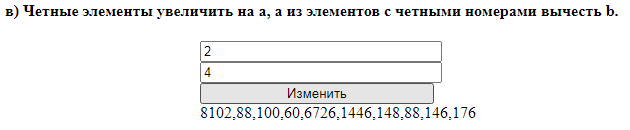 в) Четные элементы увеличить на a, а из элементов с четными номерами вычесть b.
2
4
Изменить
8102,88,100,60,6726,1446,148,88,146,176